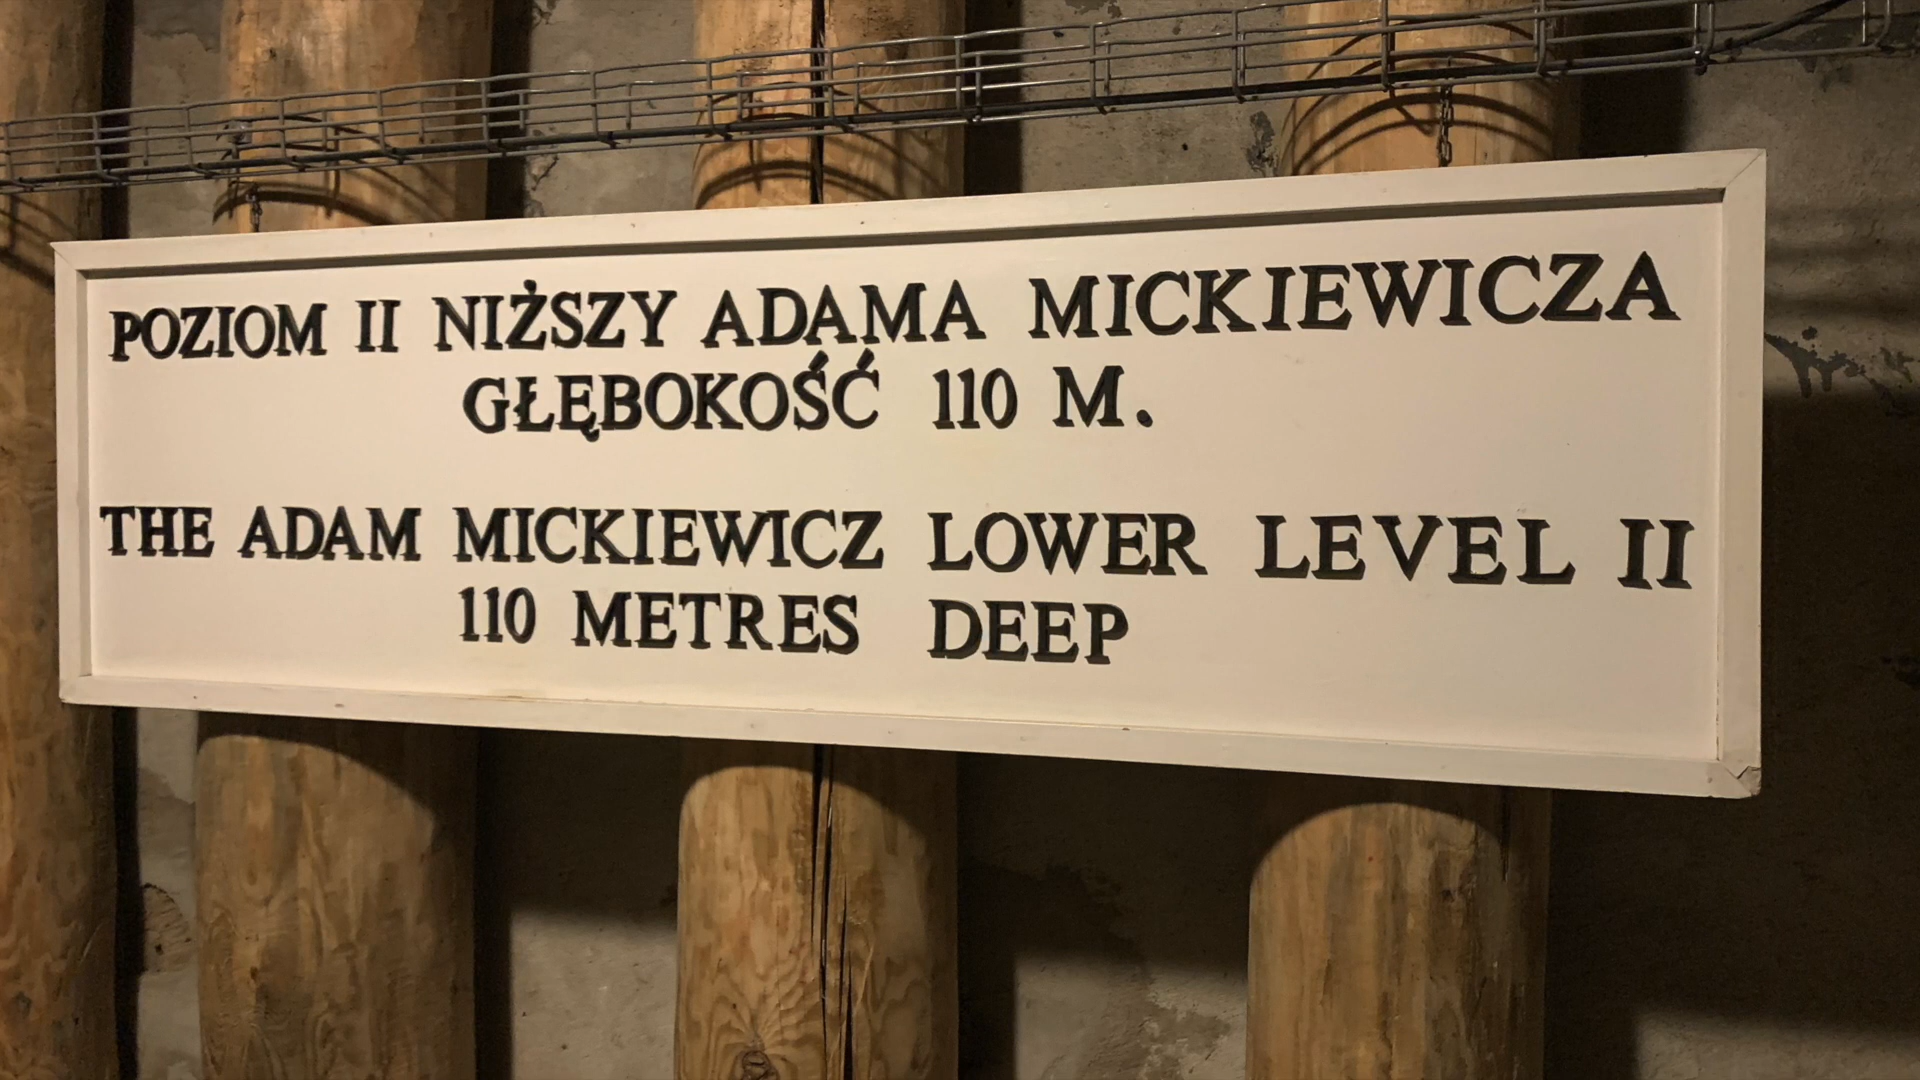 POZIOM II NIŻSZY ADAMA MICKIEWICZA
GŁĘBOKOŚĆ 110 M.
THE ADAM MICKIEWICZ LOWER LEVEL II
110 METRES DEEP